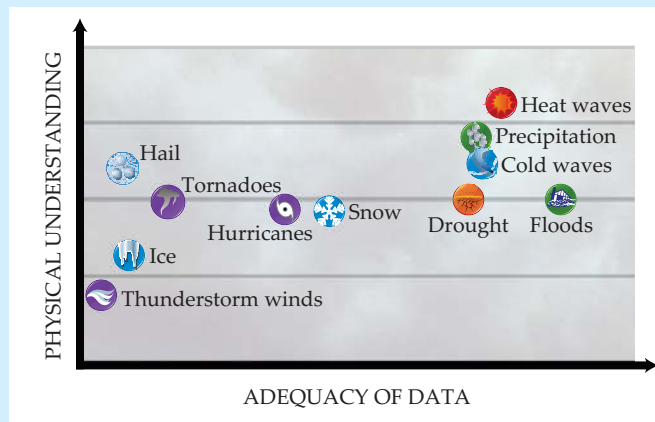 PHYSICAL UNDERSTANDING
Heat waves
Precipitation
Hail
Cold waves
Tornadoes
Snow
Hurricanes
Drought
Floods
Ice
Thunderstorm winds
ADEQUACY OF DATA